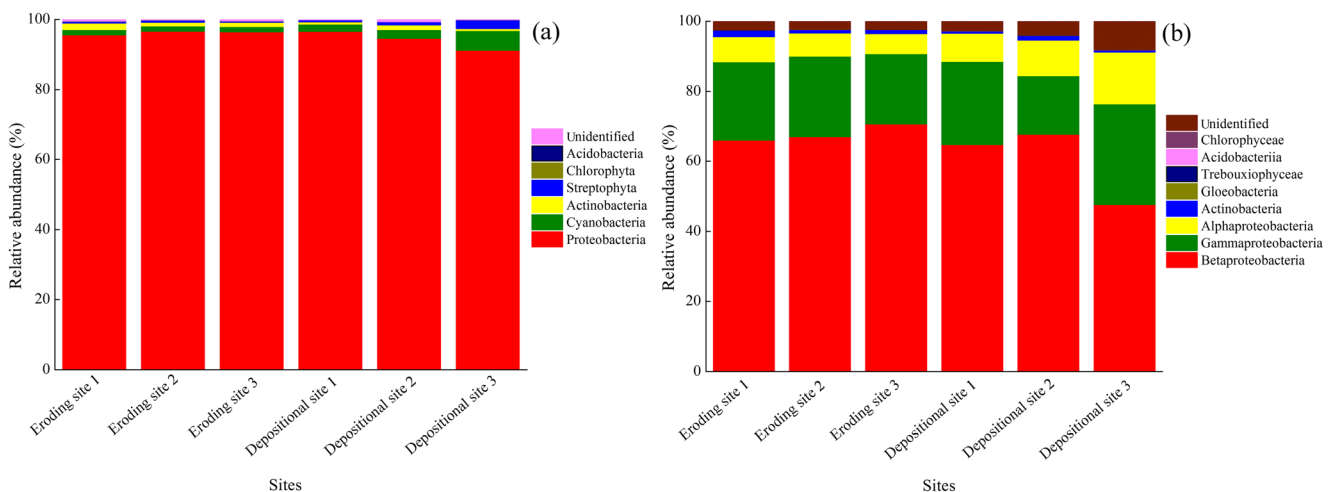 100
80
60
40
20
0
Relative abundance (%)
(a)
Unidentified
Acidobacteria
Chlorophyta
Streptophyta
Actinobacteria
Cyanobacteria
Proteobacteria
Eroding site 1
Eroding site 2
Eroding site 3
Depositional site 1
Depositional site 2
Depositional site 3
Sites
100
80
60
40
20
0
Relative abundance (%)
(b)
Unidentified
Chlorophyceae
Acidobacteriia
Trebouxiophyceae
Gloeobacteria
Actinobacteria
Alphaproteobacteria
Gammaproteobacteria
Betaproteobacteria
Eroding site 1
Eroding site 2
Eroding site 3
Depositional site 1
Depositional site 2
Depositional site 3
Sites